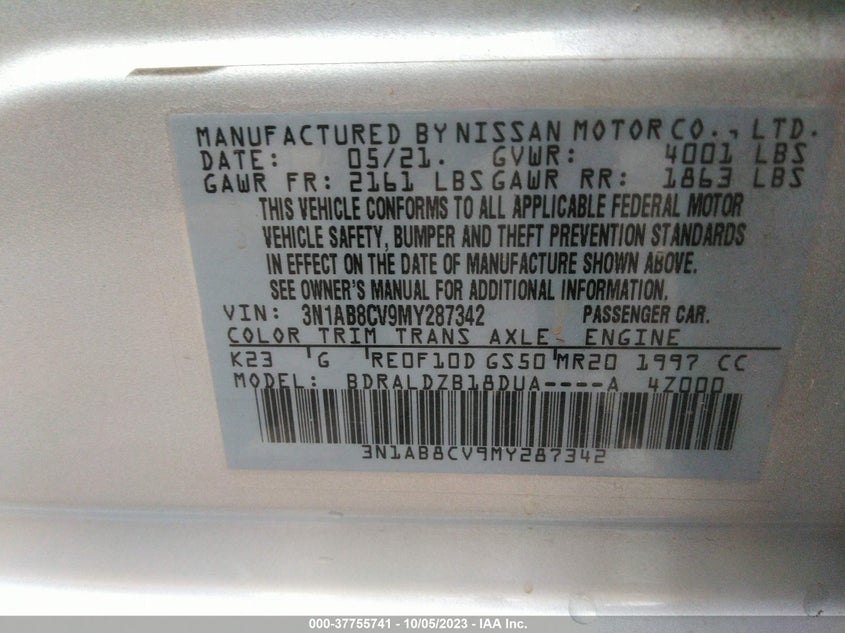 MANUFACTURED BY NISSAN MOTOR CO., LTD.
DATE: 05/21. GVWR: 4001 LBS
GAWR FR: 2161 LBS GAWR RR: 1863 LBS
THIS VEHICLE CONFORMS TO ALL APPLICABLE FEDERAL MOTOR
VEHICLE SAFETY, BUMPER AND THEFT PREVENTION STANDARDS
IN EFFECT ON THE DATE OF MANUFACTURE SHOWN ABOVE.
SEE OWNER'S MANUAL FOR ADDITIONAL INFORMATION.
VIN: 3N1AB8CV9MY287342 PASSENGER CAR.
COLOR TRIM TRANS AXLE ENGINE
K23 G RE0F10D GS50 MR20 1997 CC
MODEL: BDRALDZB18DUA----A 4Z000
3N1AB8CV9MY287342
000-37755741 - 10/05/2023 - IAA Inc.